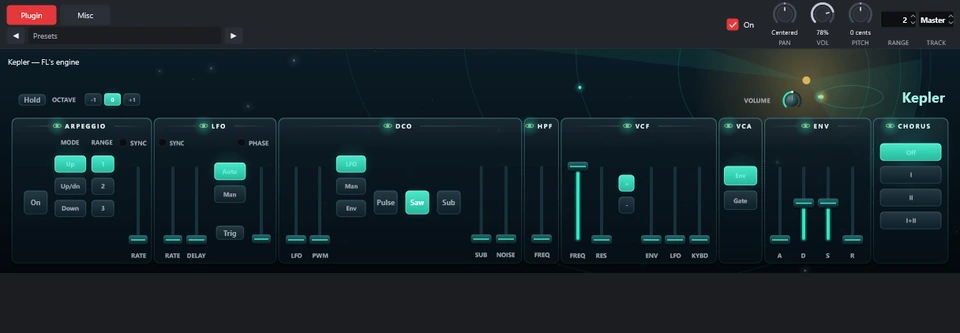 Plugin Misc
Presets
On
Centered 78% 0 cents 2 Master
PAN VOL PITCH RANGE TRACK
Kepler — FL's engine
Hold OCTAVE -1 0 +1
VOLUME Kepler
ARPEGGIO LFO DCO HPF VCF VCA ENV CHORUS
MODE RANGE SYNC SYNC PHASE
Up 1 Auto LFO Off
Up/dn 2 Man Man + Env I
On Pulse Saw Sub - Gate II
Down 3 Env I+II
Trig
RATE RATE DELAY LFO PWM SUB NOISE FREQ FREQ RES ENV LFO KYBD A D S R